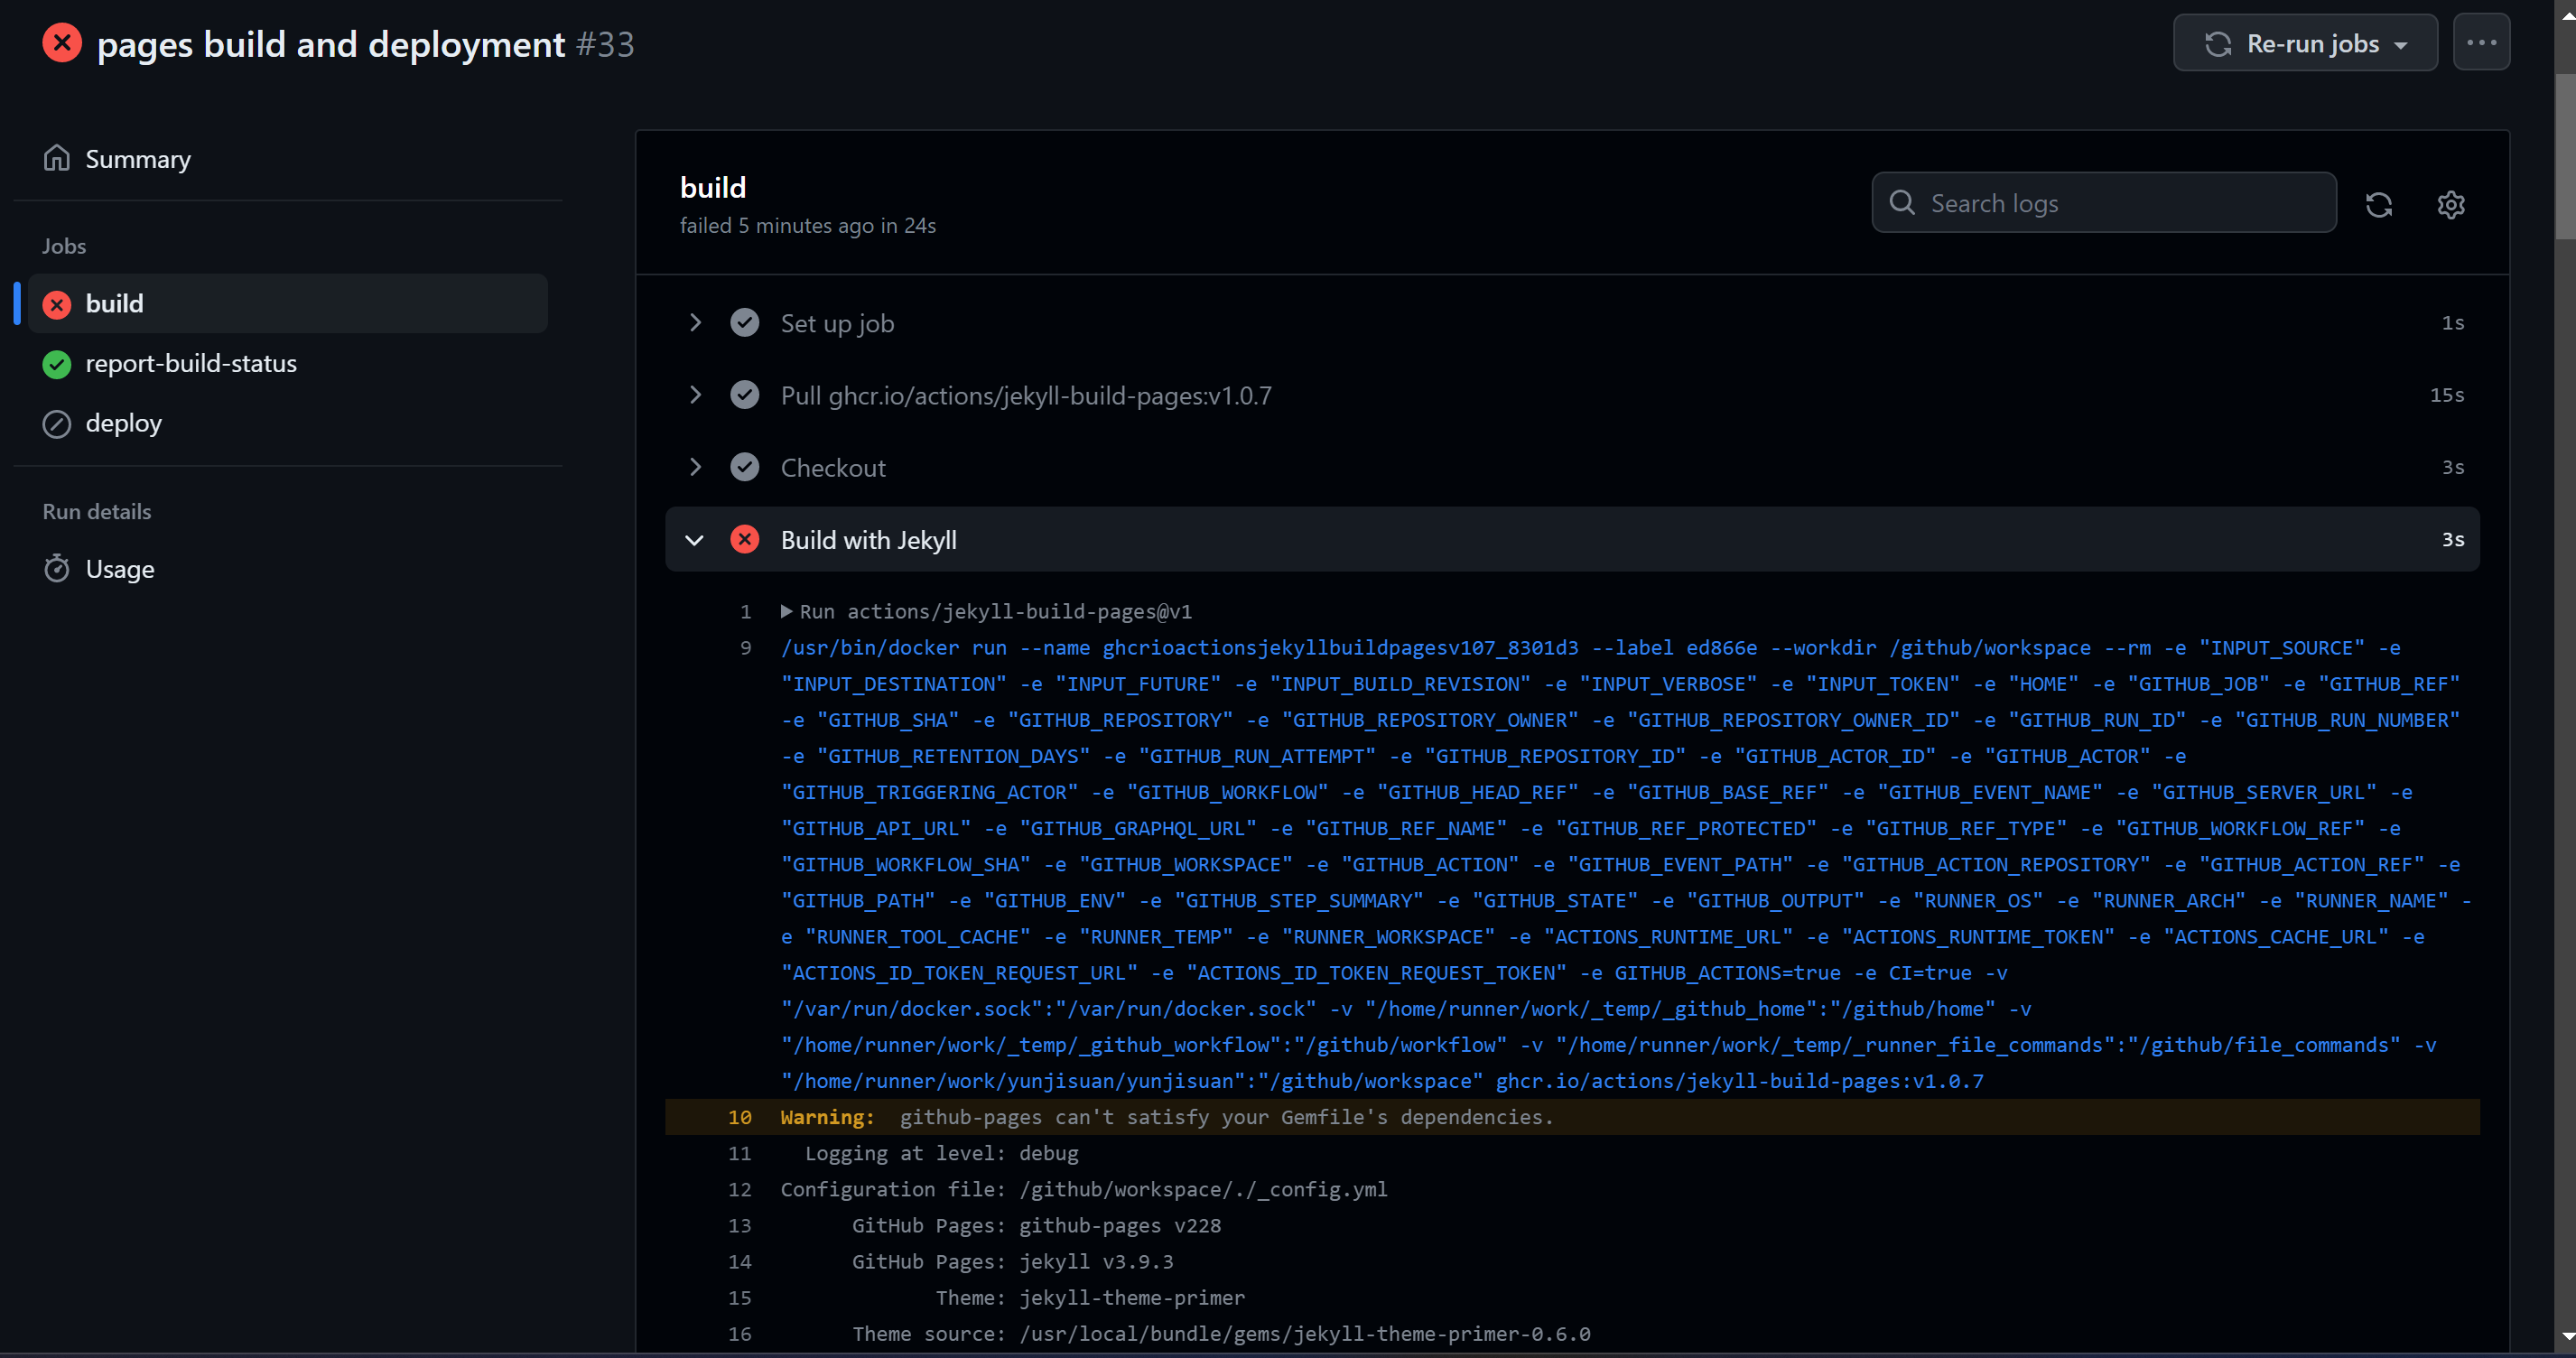 pages build and deployment #33
Re-run jobs
Summary
Jobs
build
report-build-status
deploy
Run details
Usage
build
failed 5 minutes ago in 24s
Search logs
Set up job 1s
Pull ghcr.io/actions/jekyll-build-pages:v1.0.7 15s
Checkout 3s
Build with Jekyll 3s
1 Run actions/jekyll-build-pages@v1
9 /usr/bin/docker run --name ghcrioactionsjekyllbuildpagesv107_8301d3 --label ed866e --workdir /github/workspace --rm -e "INPUT_SOURCE" -e
"INPUT_DESTINATION" -e "INPUT_FUTURE" -e "INPUT_BUILD_REVISION" -e "INPUT_VERBOSE" -e "INPUT_TOKEN" -e "HOME" -e "GITHUB_JOB" -e "GITHUB_REF"
-e "GITHUB_SHA" -e "GITHUB_REPOSITORY" -e "GITHUB_REPOSITORY_OWNER" -e "GITHUB_REPOSITORY_OWNER_ID" -e "GITHUB_RUN_ID" -e "GITHUB_RUN_NUMBER"
-e "GITHUB_RETENTION_DAYS" -e "GITHUB_RUN_ATTEMPT" -e "GITHUB_REPOSITORY_ID" -e "GITHUB_ACTOR_ID" -e "GITHUB_ACTOR" -e
"GITHUB_TRIGGERING_ACTOR" -e "GITHUB_WORKFLOW" -e "GITHUB_HEAD_REF" -e "GITHUB_BASE_REF" -e "GITHUB_EVENT_NAME" -e "GITHUB_SERVER_URL" -e
"GITHUB_API_URL" -e "GITHUB_GRAPHQL_URL" -e "GITHUB_REF_NAME" -e "GITHUB_REF_PROTECTED" -e "GITHUB_REF_TYPE" -e "GITHUB_WORKFLOW_REF" -e
"GITHUB_WORKFLOW_SHA" -e "GITHUB_WORKSPACE" -e "GITHUB_ACTION" -e "GITHUB_EVENT_PATH" -e "GITHUB_ACTION_REPOSITORY" -e "GITHUB_ACTION_REF" -e
"GITHUB_PATH" -e "GITHUB_ENV" -e "GITHUB_STEP_SUMMARY" -e "GITHUB_STATE" -e "GITHUB_OUTPUT" -e "RUNNER_OS" -e "RUNNER_ARCH" -e "RUNNER_NAME" -
e "RUNNER_TOOL_CACHE" -e "RUNNER_TEMP" -e "RUNNER_WORKSPACE" -e "ACTIONS_RUNTIME_URL" -e "ACTIONS_RUNTIME_TOKEN" -e "ACTIONS_CACHE_URL" -e
"ACTIONS_ID_TOKEN_REQUEST_URL" -e "ACTIONS_ID_TOKEN_REQUEST_TOKEN" -e GITHUB_ACTIONS=true -e CI=true -v
"/var/run/docker.sock":"/var/run/docker.sock" -v "/home/runner/work/_temp/_github_home":"/github/home" -v
"/home/runner/work/_temp/_github_workflow":"/github/workflow" -v "/home/runner/work/_temp/_runner_file_commands":"/github/file_commands" -v
"/home/runner/work/yunjisuan/yunjisuan":"/github/workspace" ghcr.io/actions/jekyll-build-pages:v1.0.7
10 Warning: github-pages can't satisfy your Gemfile's dependencies.
11 Logging at level: debug
12 Configuration file: /github/workspace/./_config.yml
13 GitHub Pages: github-pages v228
14 GitHub Pages: jekyll v3.9.3
15 Theme: jekyll-theme-primer
16 Theme source: /usr/local/bundle/gems/jekyll-theme-primer-0.6.0